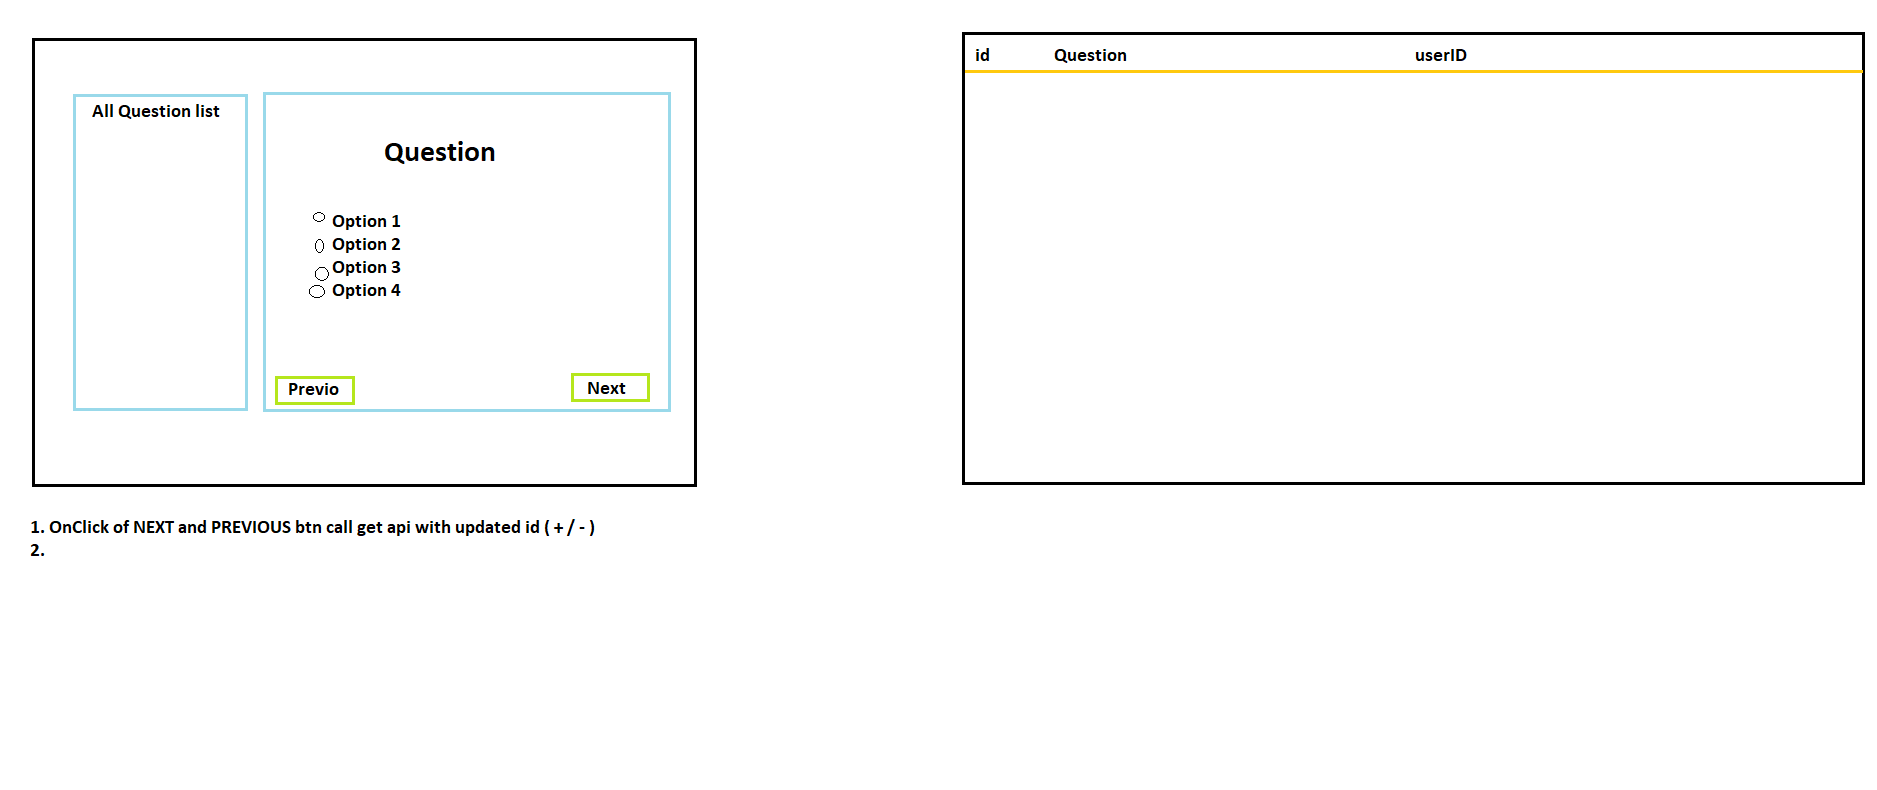 All Question list
Question
Option 1
Option 2
Option 3
Option 4
Previo
Next
1. OnClick of NEXT and PREVIOUS btn call get api with updated id ( + / - )
2.
id Question userID